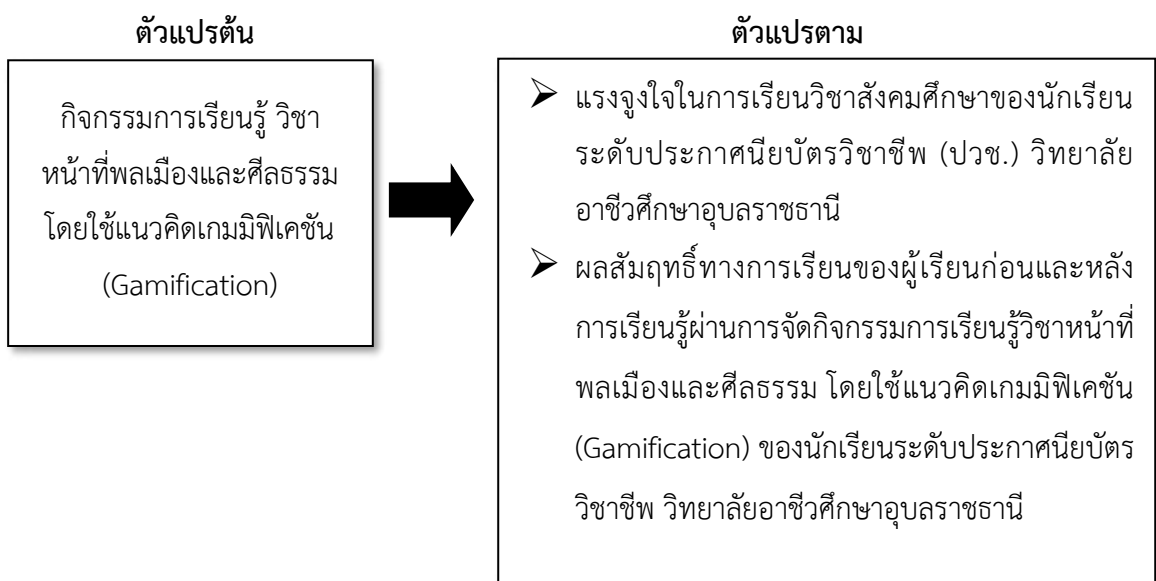 ตัวแปรต้น
ตัวแปรตาม
กิจกรรมการเรียนรู้ วิชา
หน้าที่พลเมืองและศีลธรรม
โดยใช้แนวคิดเกมมิฟิเคชัน
(Gamification)
➢ แรงจูงใจในการเรียนวิชาสังคมศึกษาของนักเรียน
ระดับประกาศนียบัตรวิชาชีพ (ปวช.) วิทยาลัย
อาชีวศึกษาอุบลราชธานี
➢ ผลสัมฤทธิ์ทางการเรียนของผู้เรียนก่อนและหลัง
การเรียนรู้ผ่านการจัดกิจกรรมการเรียนรู้วิชาหน้าที่
พลเมืองและศีลธรรม โดยใช้แนวคิดเกมมิฟิเคชัน
(Gamification) ของนักเรียนระดับประกาศนียบัตร
วิชาชีพ วิทยาลัยอาชีวศึกษาอุบลราชธานี